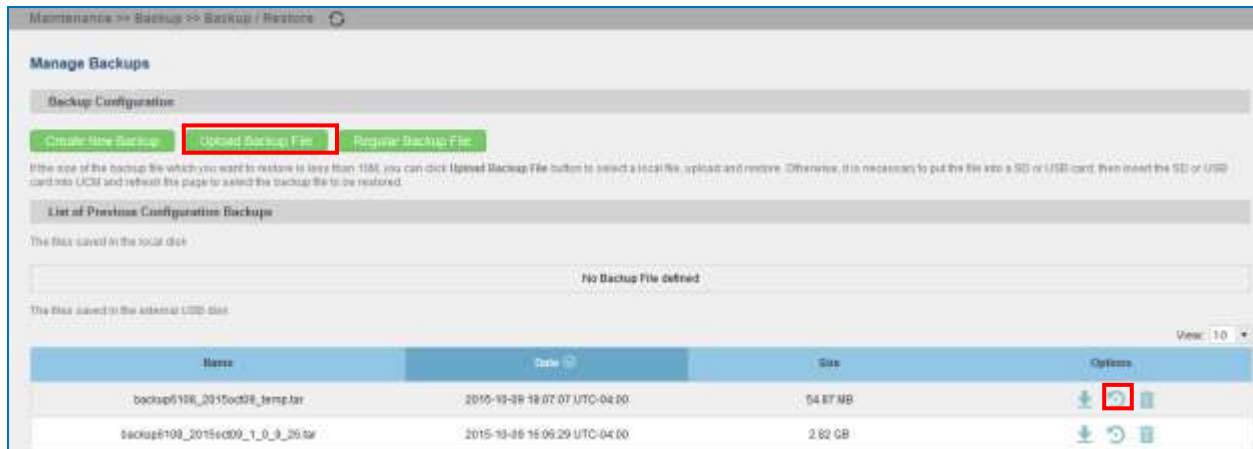 Maintenance >> Backup >> Backup / Restore
Manage Backups
Backup Configuration
Create New Backup Upload Backup File Regular Backup File
If the size of the backup file which you want to restore is less than 10M, you can click Upload Backup File button to select a local file, upload and restore. Otherwise, it is necessary to put the file into a SD or USB card, then insert the SD or USB
card into UCM and refresh the page to select the backup file to be restored.
List of Previous Configuration Backups
The files saved in the local disk
No Backup File defined
The files saved in the external USB disk
View: 10
Name Date Size Options
backup6108_2015oct09_temp.tar 2015-10-09 18:07:07 UTC-04:00 54.87 MB
backup6108_2015oct09_1_0_9_26.tar 2015-10-09 16:06:29 UTC-04:00 2.82 GB